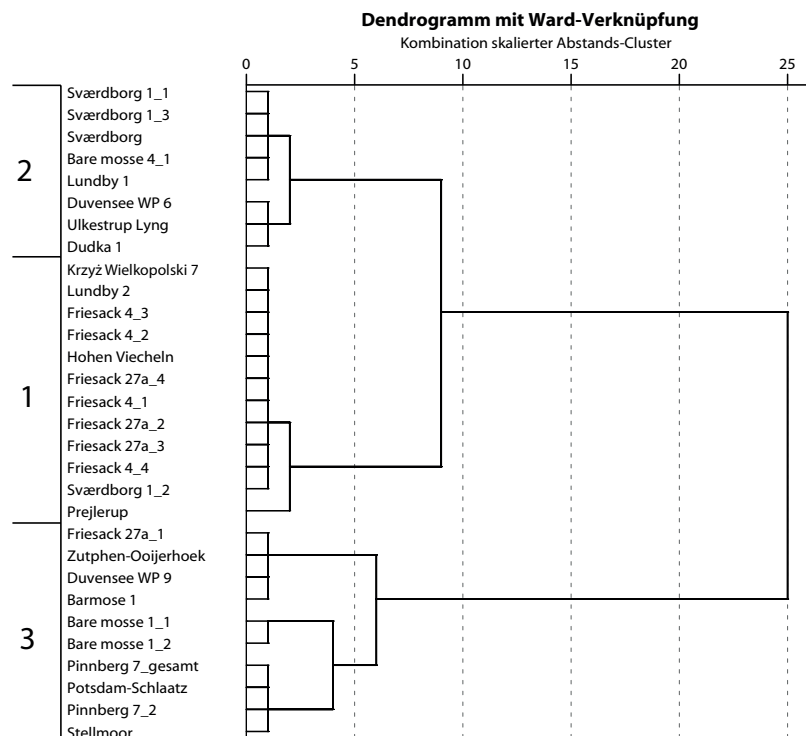 Dendrogramm mit Ward-Verknüpfung
Kombination skalierter Abstands-Cluster
0 5 10 15 20 25
2
Sværdborg 1_1
Sværdborg 1_3
Sværdborg
Bare mosse 4_1
Lundby 1
Duvensee WP 6
Ulkestrup Lyng
Dudka 1
1
Krzyż Wielkopolski 7
Lundby 2
Friesack 4_3
Friesack 4_2
Hohen Viecheln
Friesack 27a_4
Friesack 4_1
Friesack 27a_2
Friesack 27a_3
Friesack 4_4
Sværdborg 1_2
Prejlerup
3
Friesack 27a_1
Zutphen-Ooijerhoek
Duvensee WP 9
Barmose 1
Bare mosse 1_1
Bare mosse 1_2
Pinnberg 7_gesamt
Potsdam-Schlaatz
Pinnberg 7_2
Stellmoor